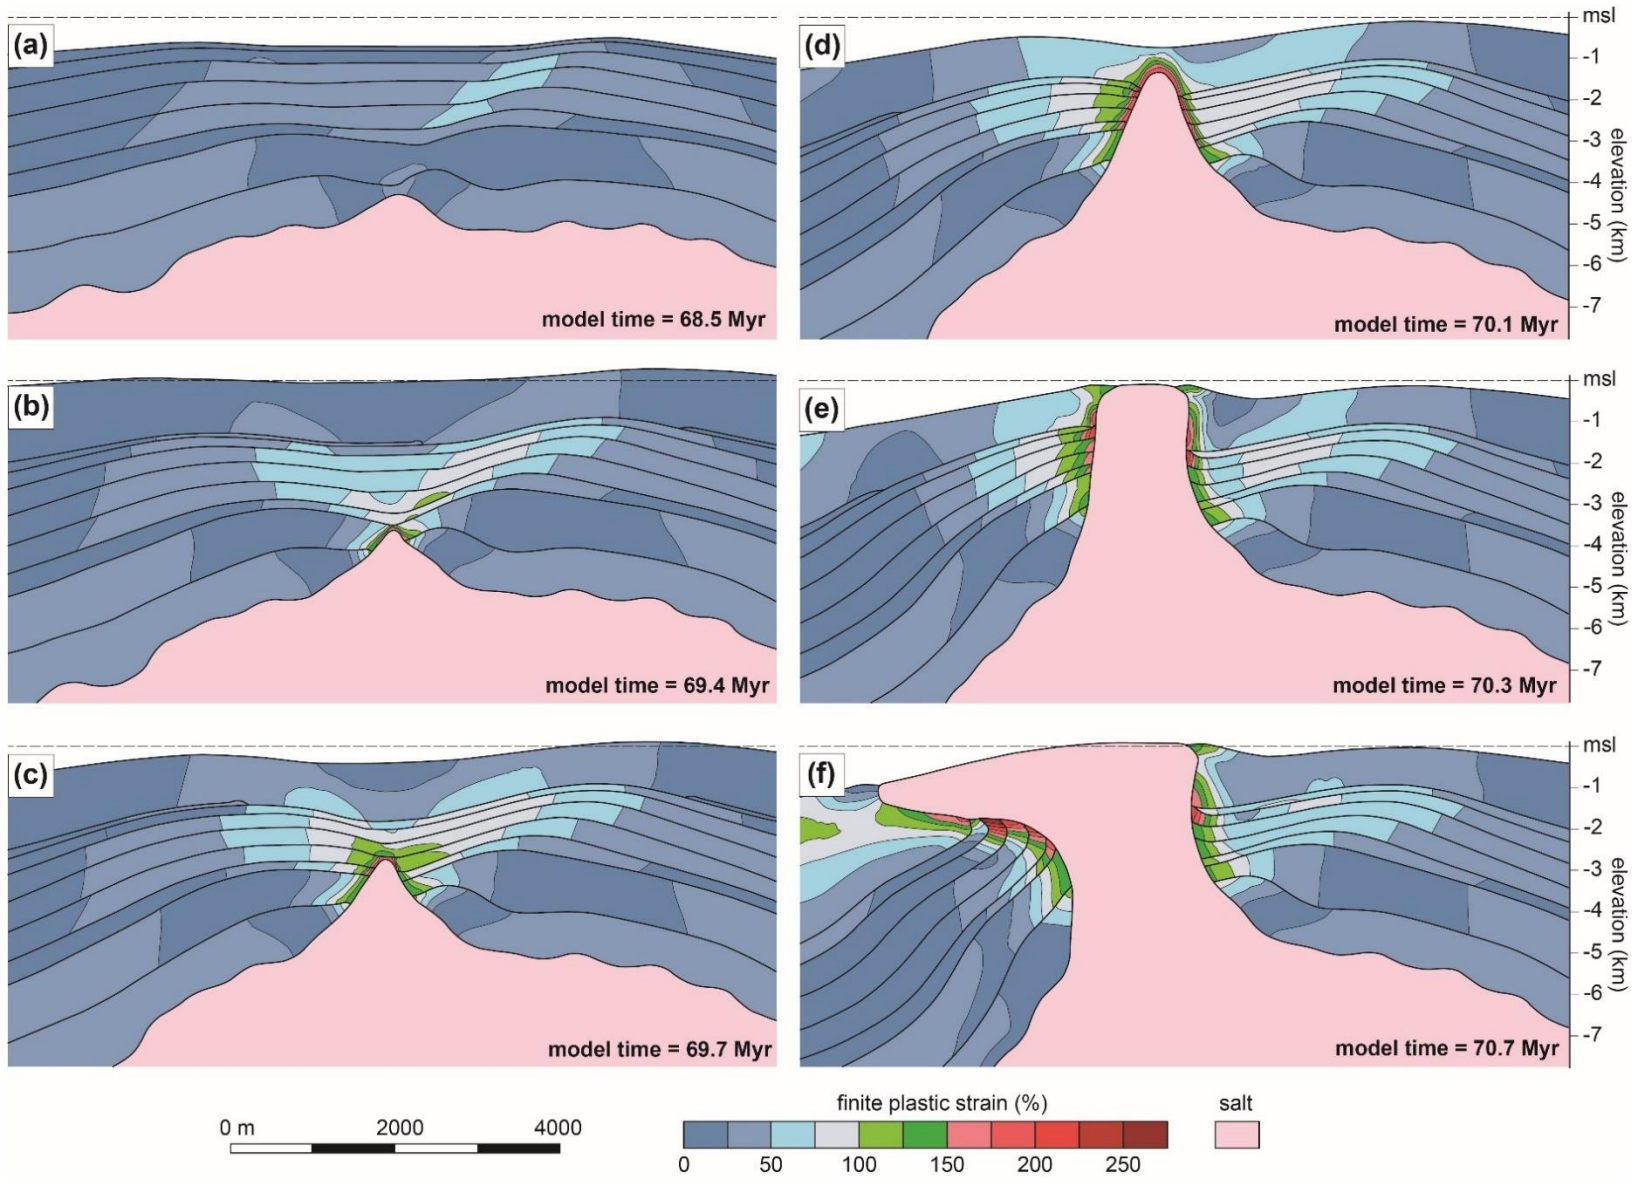 (a)
model time = 68.5 Myr
(b)
model time = 69.4 Myr
(c)
model time = 69.7 Myr
(d)
msl
-1
-2
-3
-4
-5
-6
-7
elevation (km)
model time = 70.1 Myr
(e)
msl
-1
-2
-3
-4
-5
-6
-7
elevation (km)
model time = 70.3 Myr
(f)
msl
-1
-2
-3
-4
-5
-6
-7
elevation (km)
model time = 70.7 Myr
0 m 2000 4000
finite plastic strain (%)
0 50 100 150 200 250
salt